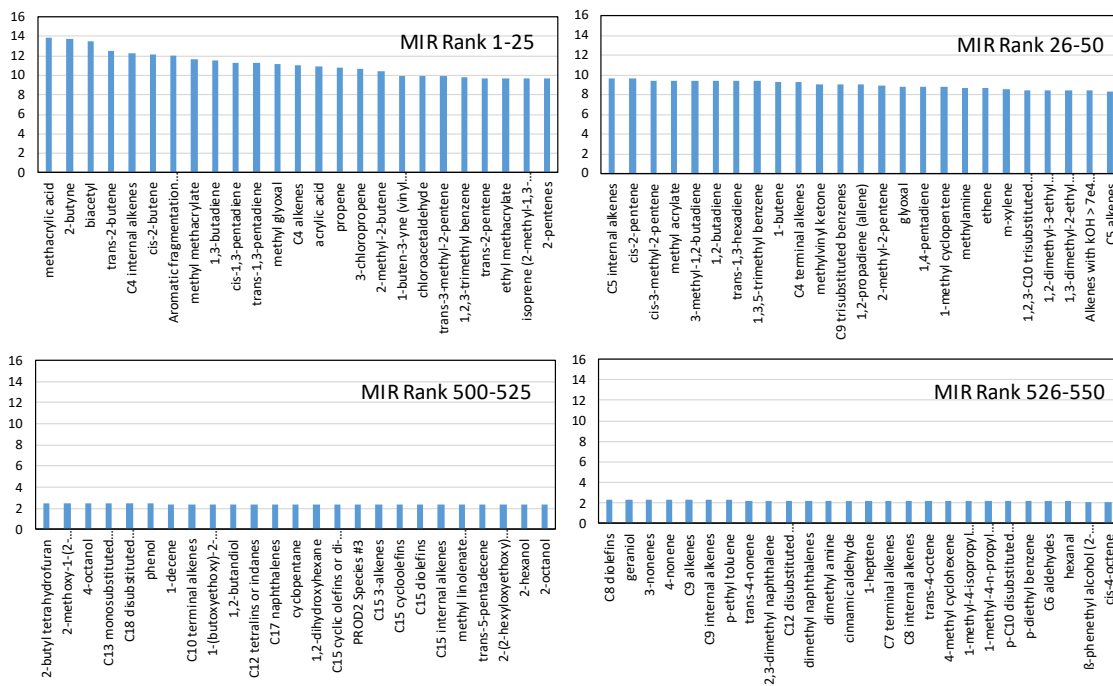 16
14
12
10
8
6
4
2
0
MIR Rank 1-25
methacrylic acid
2-butyne
biacetyl
trans-2-butene
C4 internal alkenes
cis-2-butene
Aromatic fragmentation…
methyl methacrylate
1,3-butadiene
cis-1,3-pentadiene
trans-1,3-pentadiene
methyl glyoxal
C4 alkenes
acrylic acid
propene
3-chloropropene
2-methyl-2-butene
1-buten-3-yne (vinyl…
chloroacetaldehyde
trans-3-methyl-2-pentene
1,2,3-trimethyl benzene
trans-2-pentene
ethyl methacrylate
isoprene (2-methyl-1,3-…
2-pentenes
16
14
12
10
8
6
4
2
0
MIR Rank 26-50
C5 internal alkenes
cis-2-pentene
cis-3-methyl-2-pentene
methyl acrylate
3-methyl-1,2-butadiene
1,2-butadiene
trans-1,3-hexadiene
1,3,5-trimethyl benzene
1-butene
C4 terminal alkenes
methylvinyl ketone
C9 trisubstituted benzenes
1,2-propadiene (allene)
2-methyl-2-pentene
glyoxal
1,4-pentadiene
1-methyl cyclopentene
methylamine
ethene
m-xylene
1,2,3-C10 trisubstituted…
1,2-dimethyl-3-ethyl…
1,3-dimethyl-2-ethyl…
Alkenes with kOH > 7e4…
C5 alkenes
16
14
12
10
8
6
4
2
0
MIR Rank 500-525
2-butyl tetrahydrofuran
2-methoxy-1-(2-…
4-octanol
C13 monosubstituted…
C18 disubstituted…
phenol
1-decene
C10 terminal alkenes
1-(butoxyethoxy)-2-…
1,2-butandiol
C12 tetralins or indanes
C17 naphthalenes
cyclopentane
1,2-dihydroxyhexane
C15 cyclic olefins or di-…
PROD2 Species #3
C15 3-alkenes
C15 cycloolefins
C15 diolefins
C15 internal alkenes
methyl linolenate…
trans-5-pentadecene
2-(2-hexyloxyethoxy)…
2-hexanol
2-octanol
16
14
12
10
8
6
4
2
0
MIR Rank 526-550
C8 diolefins
geraniol
3-nonenes
4-nonene
C9 alkenes
C9 internal alkenes
p-ethyl toluene
trans-4-nonene
2,3-dimethyl naphthalene
C12 disubstituted…
dimethyl naphthalenes
dimethyl amine
cinnamic aldehyde
1-heptene
C7 terminal alkenes
C8 internal alkenes
trans-4-octene
4-methyl cyclohexene
1-methyl-4-isopropyl…
1-methyl-4-n-propyl…
p-C10 disubstituted…
p-diethyl benzene
C6 aldehydes
hexanal
ß-phenethyl alcohol (2-…
cis-4-octene